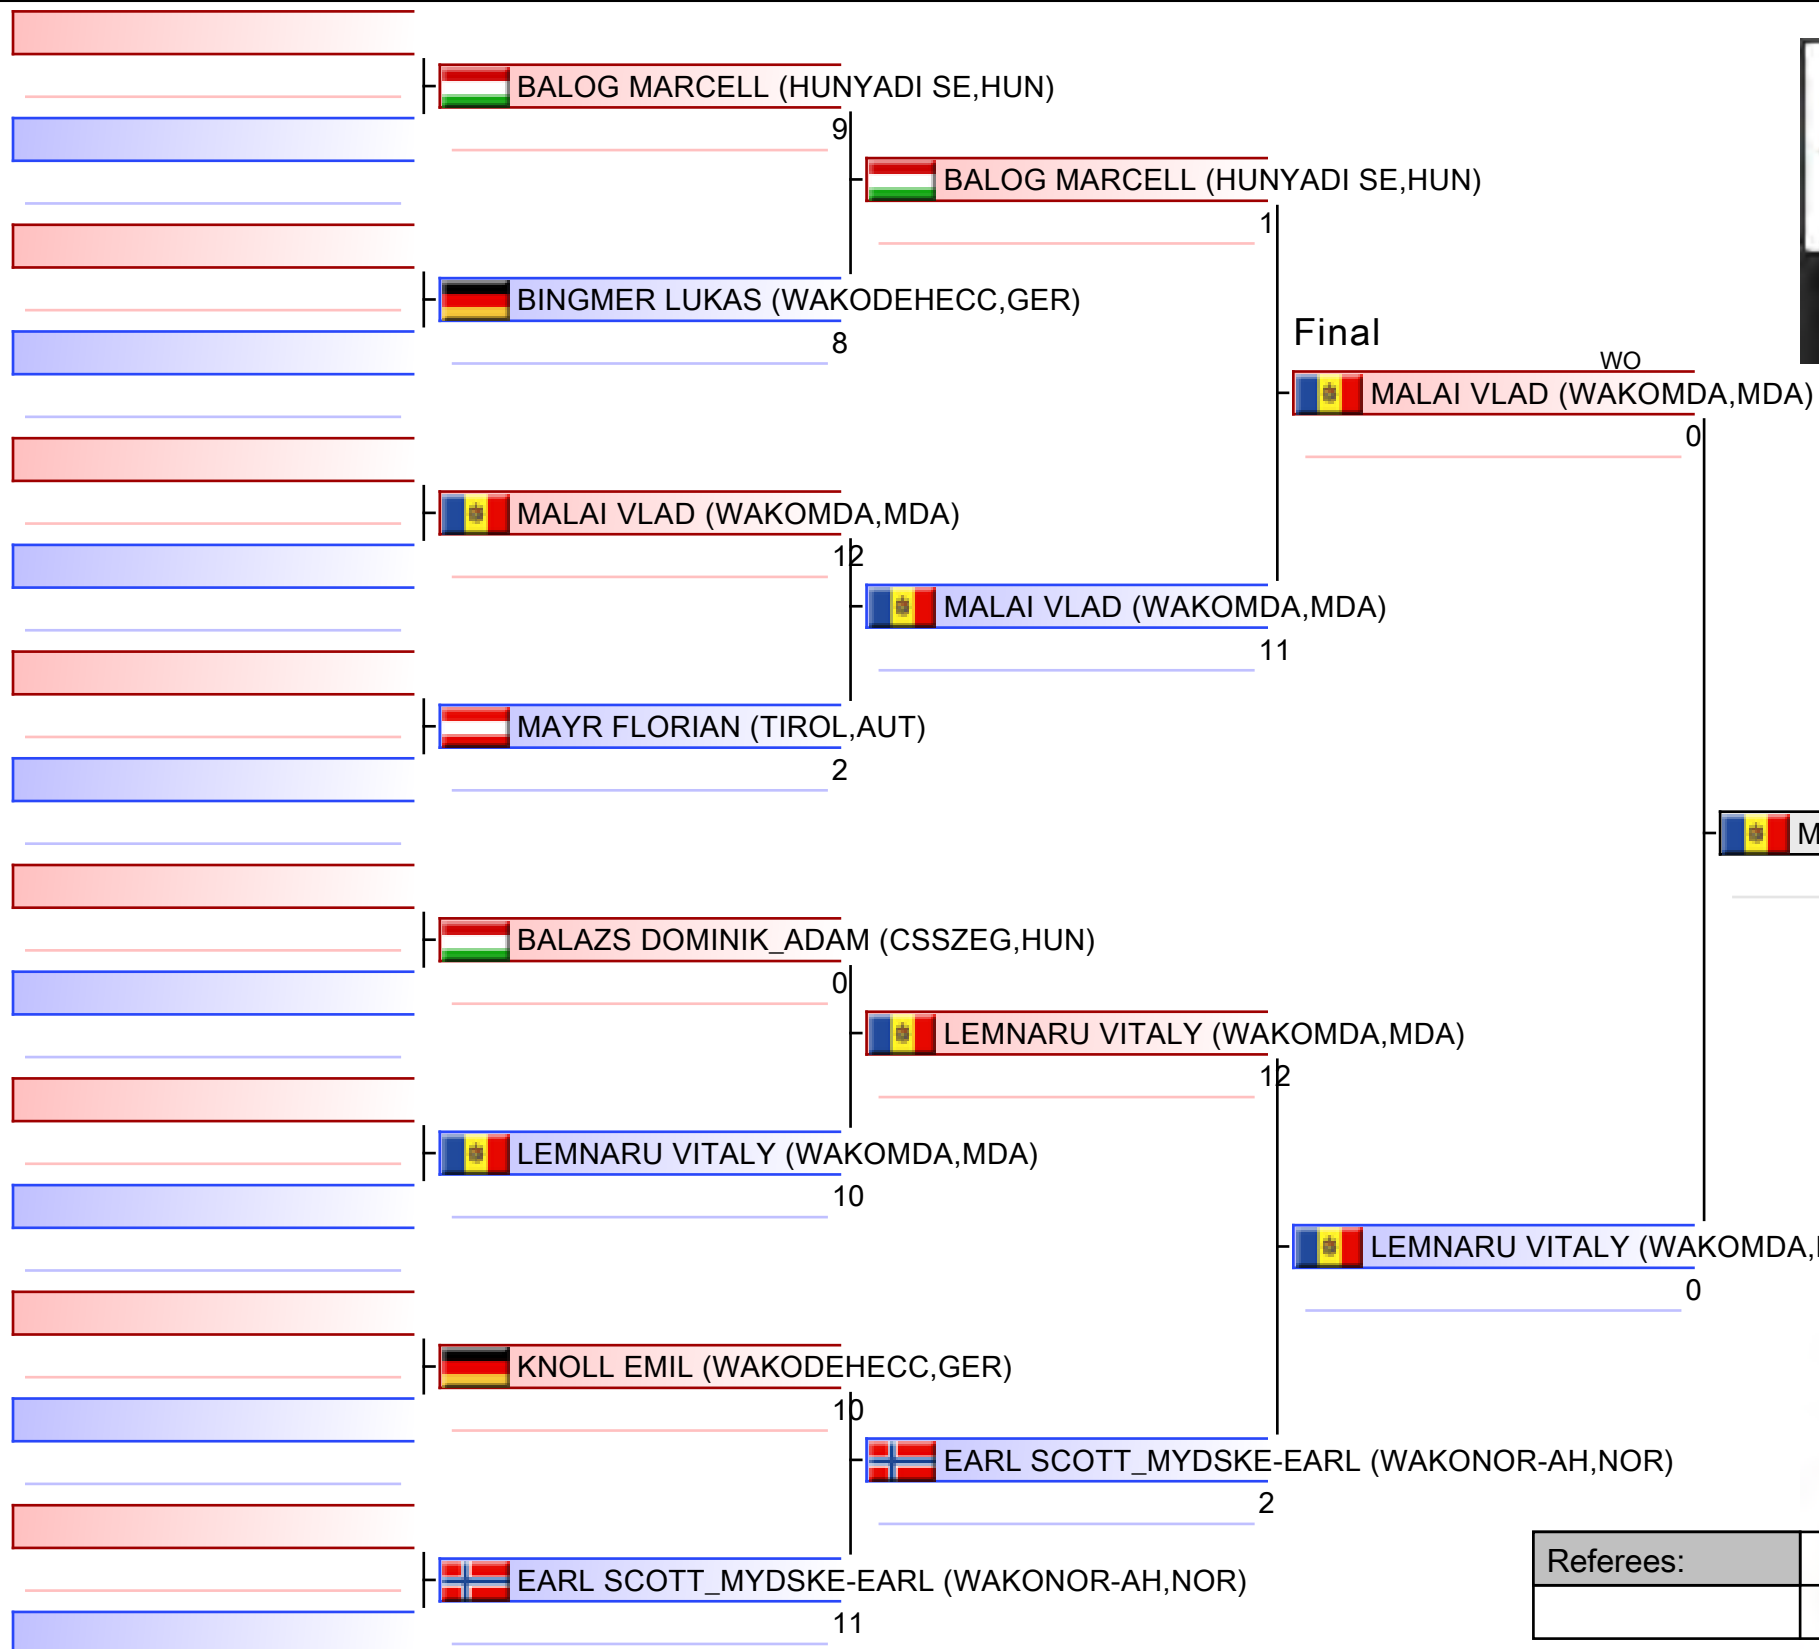 BALOG MARCELL (HUNYADI SE,HUN)
9
BALOG MARCELL (HUNYADI SE,HUN)
1
BINGMER LUKAS (WAKODEHECC,GER)
8
Final
WO
MALAI VLAD (WAKOMDA,MDA)
0
MALAI VLAD (WAKOMDA,MDA)
12
MALAI VLAD (WAKOMDA,MDA)
11
MAYR FLORIAN (TIROL,AUT)
2
M
BALAZS DOMINIK_ADAM (CSSZEG,HUN)
0
LEMNARU VITALY (WAKOMDA,MDA)
12
LEMNARU VITALY (WAKOMDA,MDA)
10
LEMNARU VITALY (WAKOMDA,
0
KNOLL EMIL (WAKODEHECC,GER)
10
EARL SCOTT_MYDSKE-EARL (WAKONOR-AH,NOR)
2
EARL SCOTT_MYDSKE-EARL (WAKONOR-AH,NOR)
11
Referees: